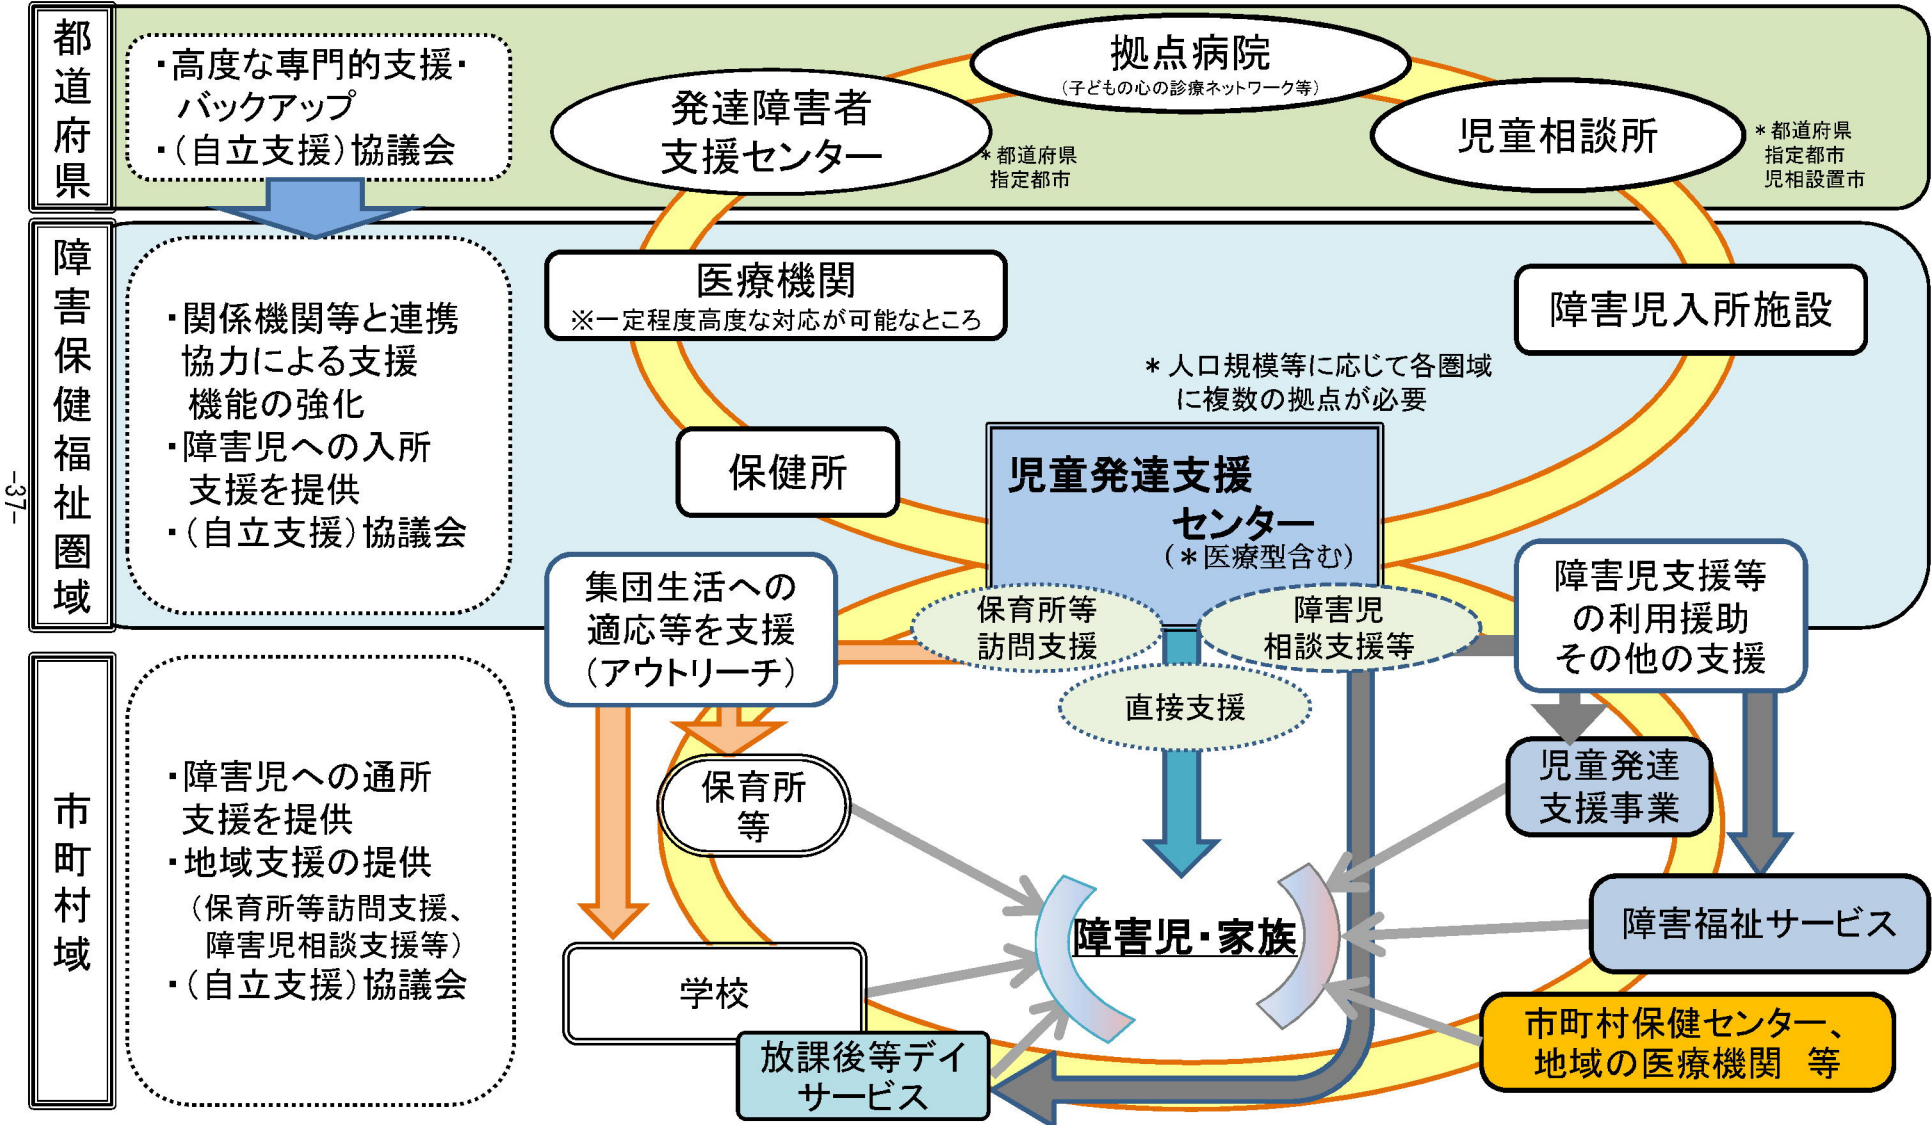 都道府県
・高度な専門的支援・
バックアップ
・(自立支援)協議会
拠点病院
(子どもの心の診療ネットワーク等)
発達障害者
支援センター
＊都道府県
指定都市
児童相談所
＊都道府県
指定都市
児相設置市
障害保健福祉圏域
・関係機関等と連携
協力による支援
機能の強化
・障害児への入所
支援を提供
・(自立支援)協議会
医療機関
※一定程度高度な対応が可能なところ
障害児入所施設
＊人口規模等に応じて各圏域
に複数の拠点が必要
保健所
児童発達支援
センター
(＊医療型含む)
集団生活への
適応等を支援
(アウトリーチ)
保育所等
訪問支援
障害児
相談支援等
障害児支援等
の利用援助
その他の支援
直接支援
市町村域
・障害児への通所
支援を提供
・地域支援の提供
(保育所等訪問支援、
障害児相談支援等)
・(自立支援)協議会
保育所
等
児童発達
支援事業
障害児・家族
障害福祉サービス
学校
放課後等デイ
サービス
市町村保健センター、
地域の医療機関　等
-37-